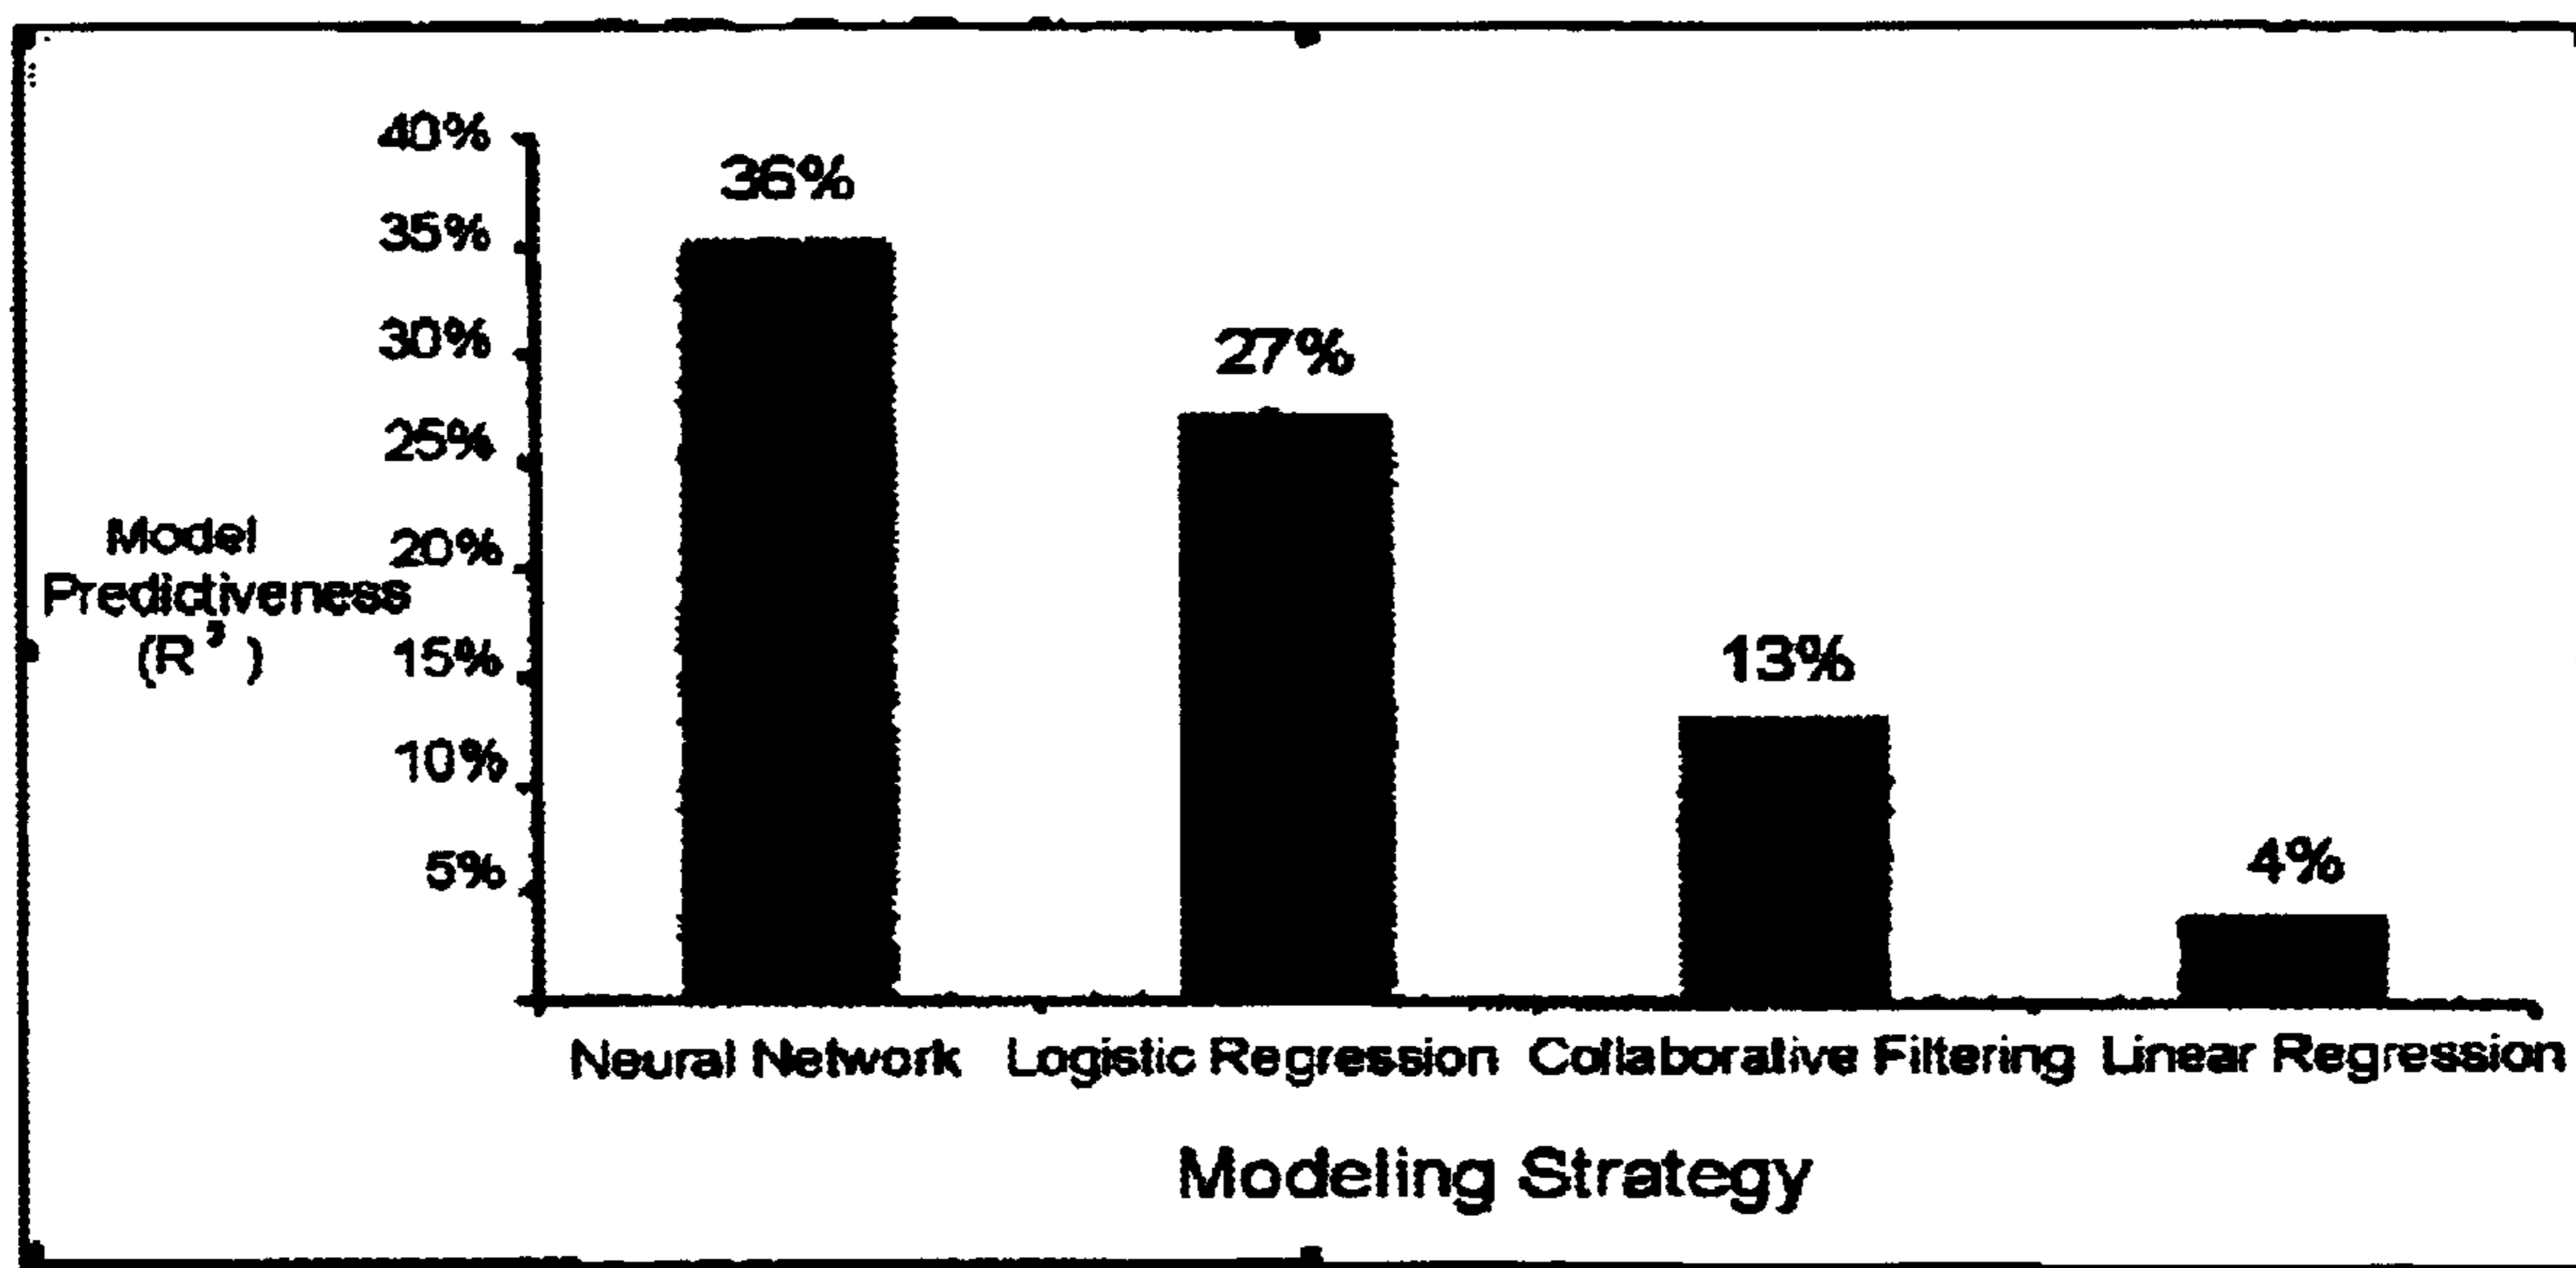 40%
36%
35%
30%
27%
25%
Model
Predictiveness
(R³ )
20%
15%
13%
10%
5%
4%
Neural Network Logistic Regression Collaborative Filtering Linear Regression
Modeling Strategy